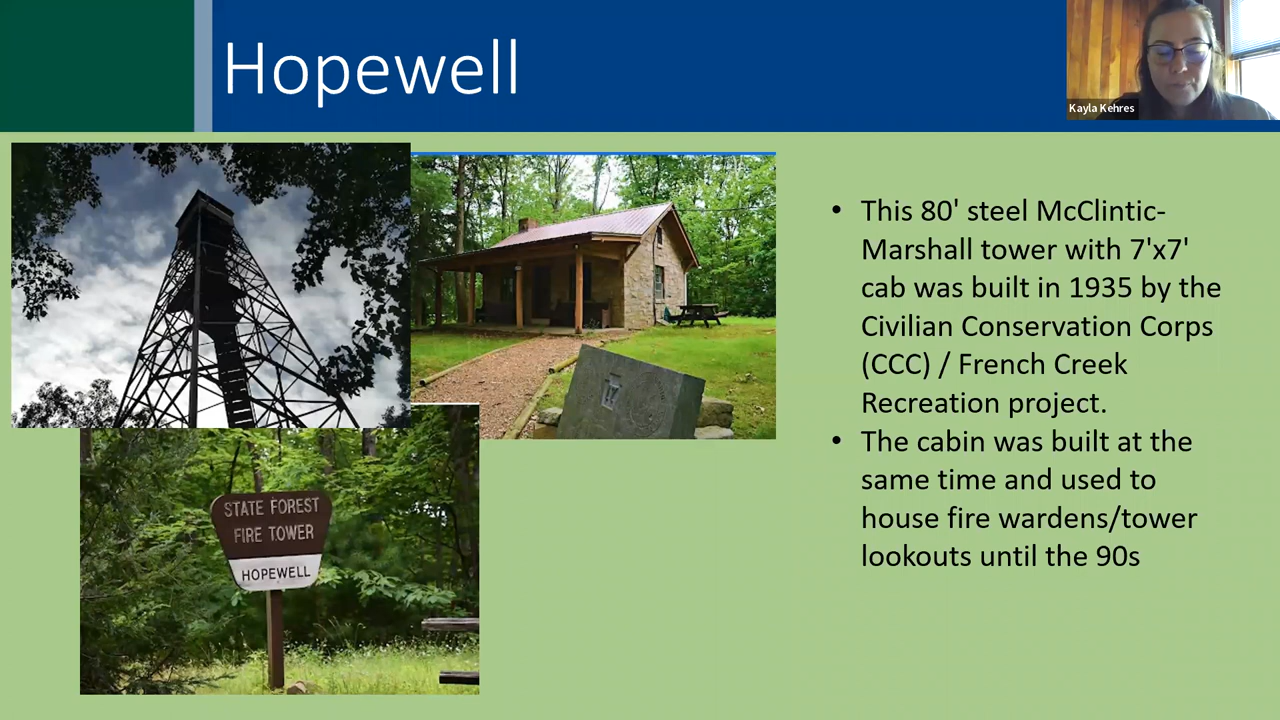 Hopewell
Kayla Kehres
This 80' steel McClintic-
Marshall tower with 7'x7'
cab was built in 1935 by the
Civilian Conservation Corps
(CCC) / French Creek
Recreation project.
The cabin was built at the
same time and used to
house fire wardens/tower
lookouts until the 90s
STATE FOREST
FIRE TOWER
HOPEWELL